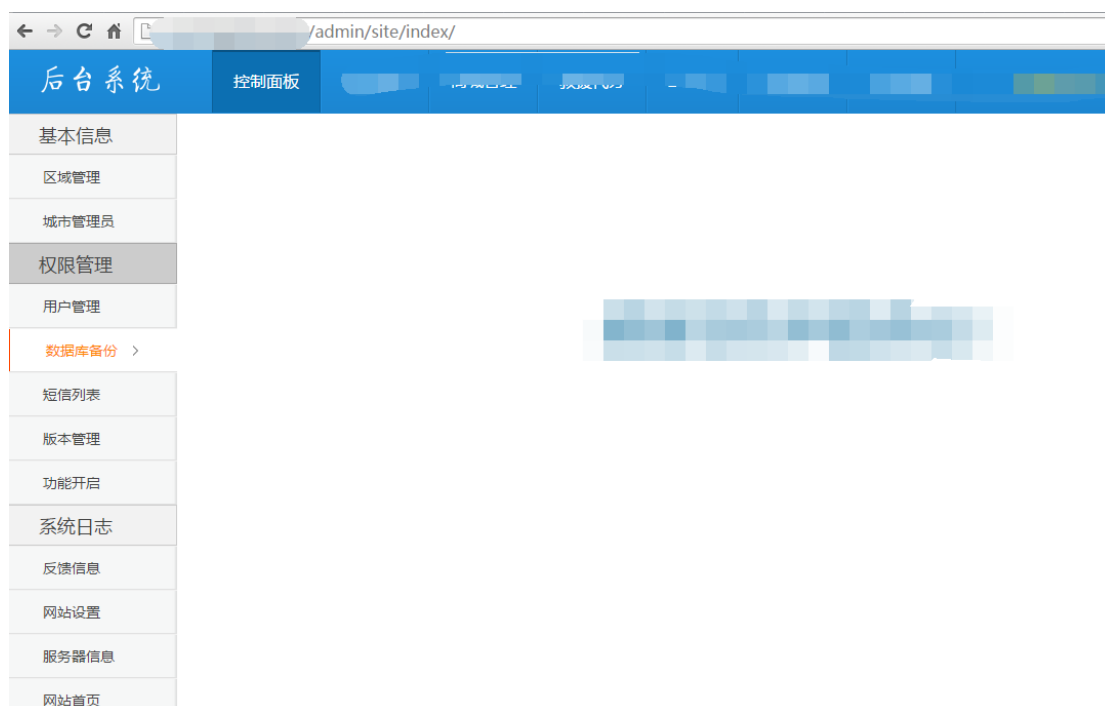 /admin/site/index/
后台系统
控制面板
基本信息
区域管理
城市管理员
权限管理
用户管理
数据库备份 >
短信列表
版本管理
功能开启
系统日志
反馈信息
网站设置
服务器信息
网站首页